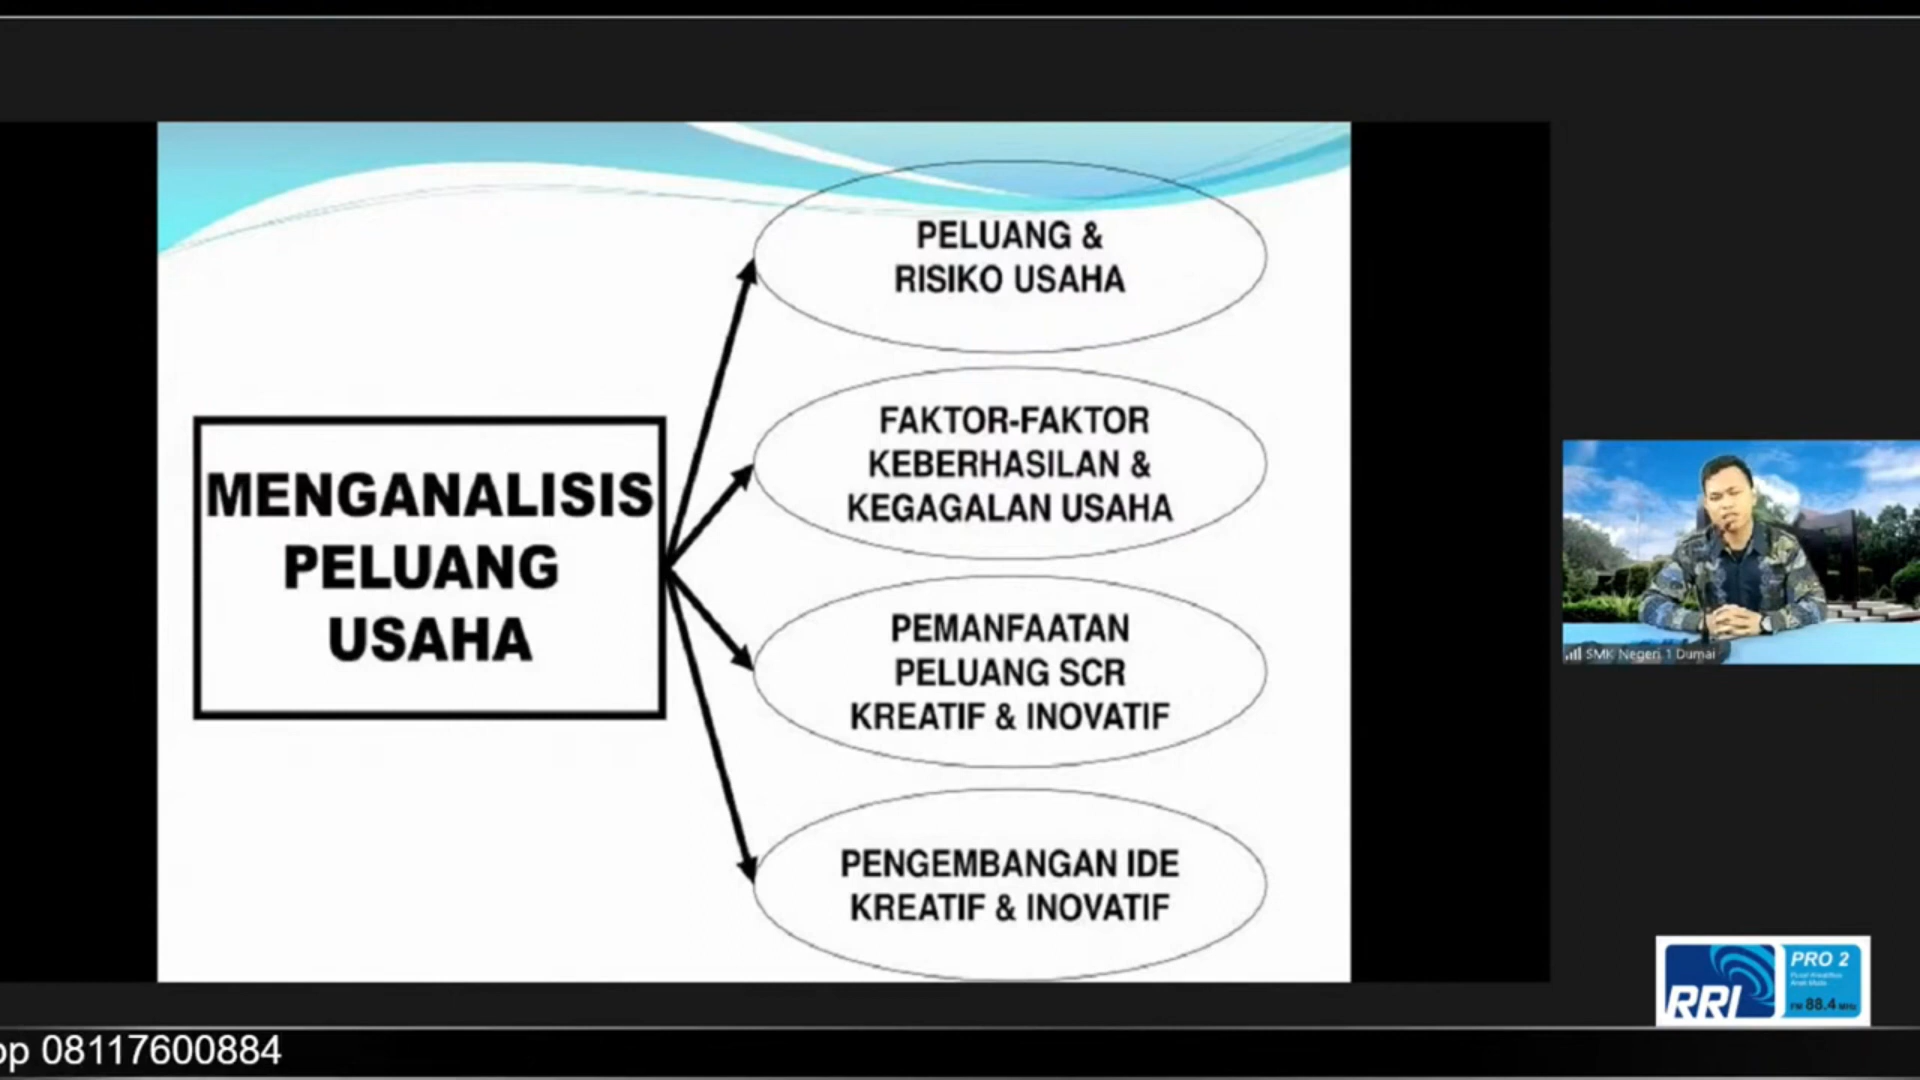 PELUANG &
RISIKO USAHA
FAKTOR-FAKTOR
KEBERHASILAN &
KEGAGALAN USAHA
MENGANALISIS
PELUANG
USAHA
PEMANFAATAN
PELUANG SCR
KREATIF & INOVATIF
PENGEMBANGAN IDE
KREATIF & INOVATIF
SMK Negeri 1 Dumai
RRI
PRO 2
FM 88.4 MHz
op 08117600884